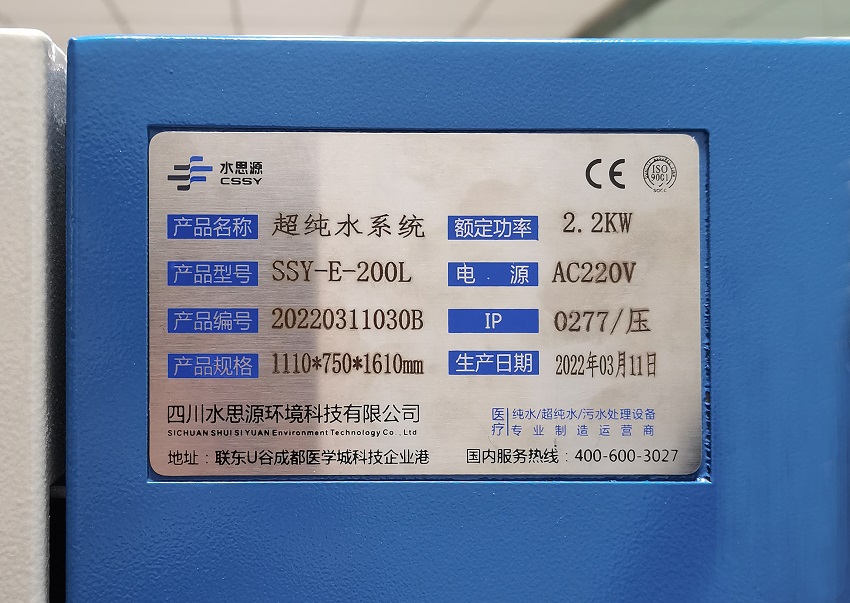 水思源
CSSY
CE
ISO
9001
产品名称 超纯水系统 额定功率 2.2KW
产品型号 SSY-E-200L 电 源 AC220V
产品编号 20220311030B IP 0277/压
产品规格 1110*750*1610mm 生产日期 2022年03月11日
四川水思源环境科技有限公司
SICHUAN SHUI SI YUAN Environment Technology Co., Ltd
医疗 纯水/超纯水/污水处理设备
专业制造运营商
地址：联东U谷成都医学城科技企业港 国内服务热线：400-600-3027